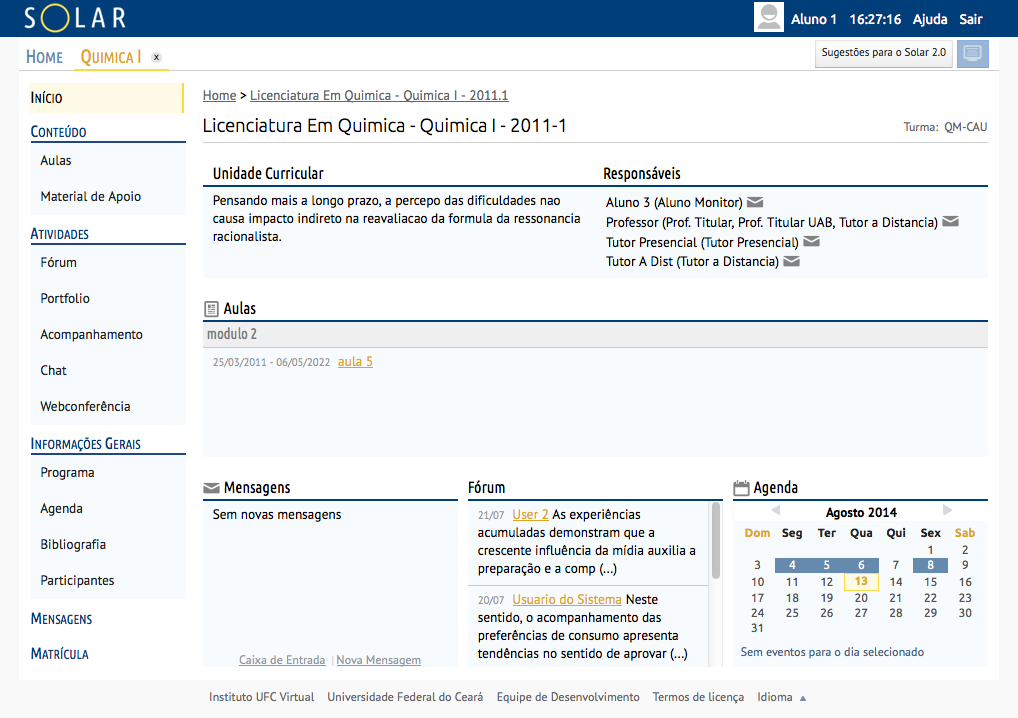 SOLAR
Aluno 1 16:27:16 Ajuda Sair
HOME QUIMICA I x
Sugestões para o Solar 2.0
INÍCIO
CONTEÚDO
Aulas
Material de Apoio
ATIVIDADES
Fórum
Portfolio
Acompanhamento
Chat
Webconferência
INFORMAÇÕES GERAIS
Programa
Agenda
Bibliografia
Participantes
MENSAGENS
MATRÍCULA
Home > Licenciatura Em Quimica - Quimica I - 2011.1
Licenciatura Em Quimica - Quimica I - 2011-1
Turma: QM-CAU
Unidade Curricular
Pensando mais a longo prazo, a percepo das dificuldades nao
causa impacto indireto na reavaliacao da formula da ressonancia
racionalista.
Responsáveis
Aluno 3 (Aluno Monitor)
Professor (Prof. Titular, Prof. Titular UAB, Tutor a Distancia)
Tutor Presencial (Tutor Presencial)
Tutor A Dist (Tutor a Distancia)
Aulas
modulo 2
25/03/2011 - 06/05/2022 aula 5
Mensagens
Sem novas mensagens
Caixa de Entrada | Nova Mensagem
Fórum
21/07 User 2 As experiências
acumuladas demonstram que a
crescente influência da mídia auxilia a
preparação e a comp (...)
20/07 Usuario do Sistema Neste
sentido, o acompanhamento das
preferências de consumo apresenta
tendências no sentido de aprovar (...)
Agenda
Agosto 2014
Dom Seg Ter Qua Qui Sex Sab
1 2
3 4 5 6 7 8 9
10 11 12 13 14 15 16
17 18 19 20 21 22 23
24 25 26 27 28 29 30
31
Sem eventos para o dia selecionado
Instituto UFC Virtual Universidade Federal do Ceará Equipe de Desenvolvimento Termos de licença Idioma ▲